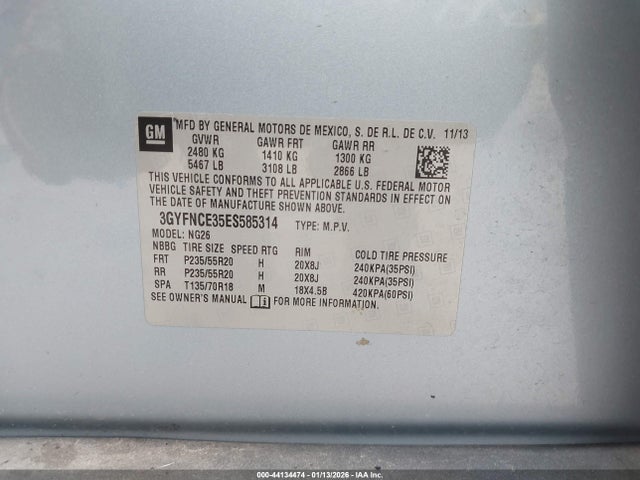 GM MFD BY GENERAL MOTORS DE MEXICO, S. DE R.L. DE C.V. 11/13
GVWR GAWR FRT GAWR RR
2480 KG 1410 KG 1300 KG
5467 LB 3108 LB 2866 LB
THIS VEHICLE CONFORMS TO ALL APPLICABLE U.S. FEDERAL MOTOR
VEHICLE SAFETY AND THEFT PREVENTION STANDARDS IN EFFECT ON
THE DATE OF MANUFACTURE SHOWN ABOVE.
3GYFNCE35ES585314 TYPE: M.P.V.
MODEL: NG26
NBBG TIRE SIZE SPEED RTG RIM COLD TIRE PRESSURE
FRT P235/55R20 H 20X8J 240KPA(35PSI)
RR P235/55R20 H 20X8J 240KPA(35PSI)
SPA T135/70R18 M 18X4.5B 420KPA(60PSI)
SEE OWNER'S MANUAL FOR MORE INFORMATION.
000-44134474 | 01/13/2026 - IAA.com